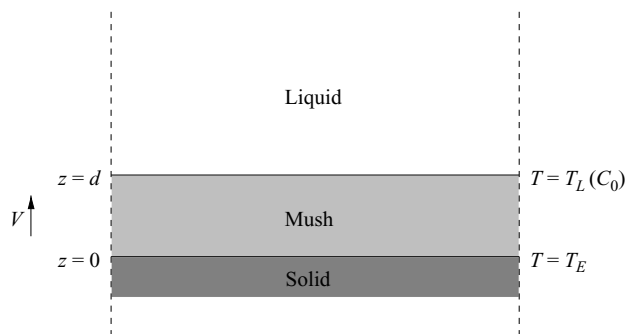 Liquid
z = d
T = T_L (C_0)
V
Mush
z = 0
T = T_E
Solid